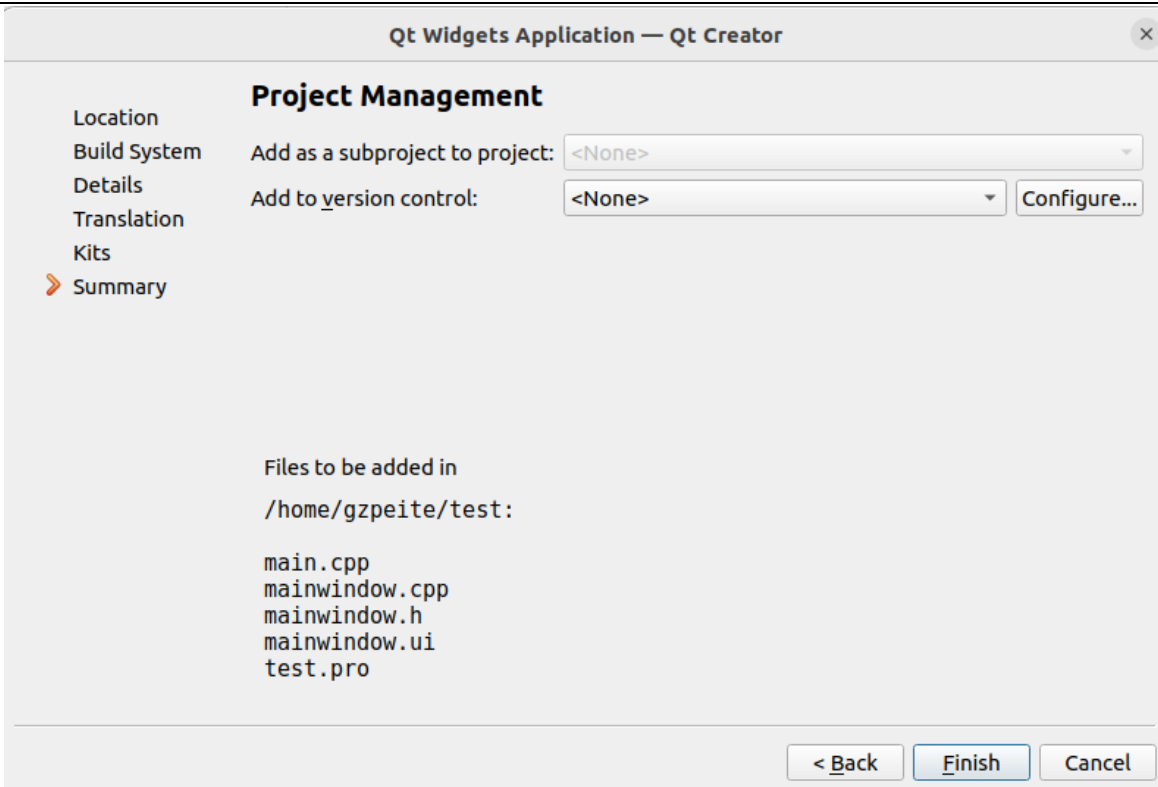 Qt Widgets Application — Qt Creator
Location
Build System
Details
Translation
Kits
Summary
Project Management
Add as a subproject to project: <None>
Add to version control: <None> Configure...
Files to be added in
/home/gzpeite/test:
main.cpp
mainwindow.cpp
mainwindow.h
mainwindow.ui
test.pro
< Back Finish Cancel